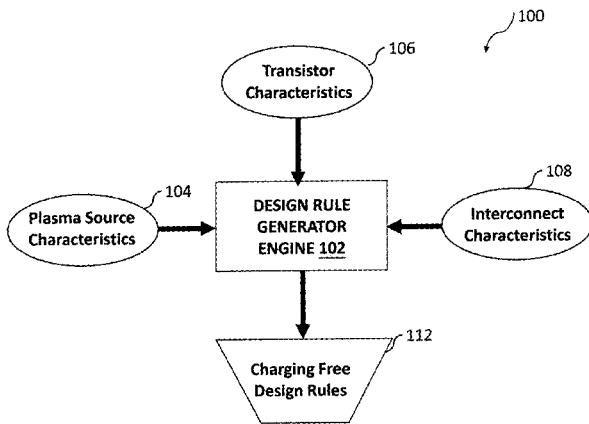 100
106
Transistor
Characteristics
104
Plasma Source
Characteristics
DESIGN RULE
GENERATOR
ENGINE 102
108
Interconnect
Characteristics
112
Charging Free
Design Rules